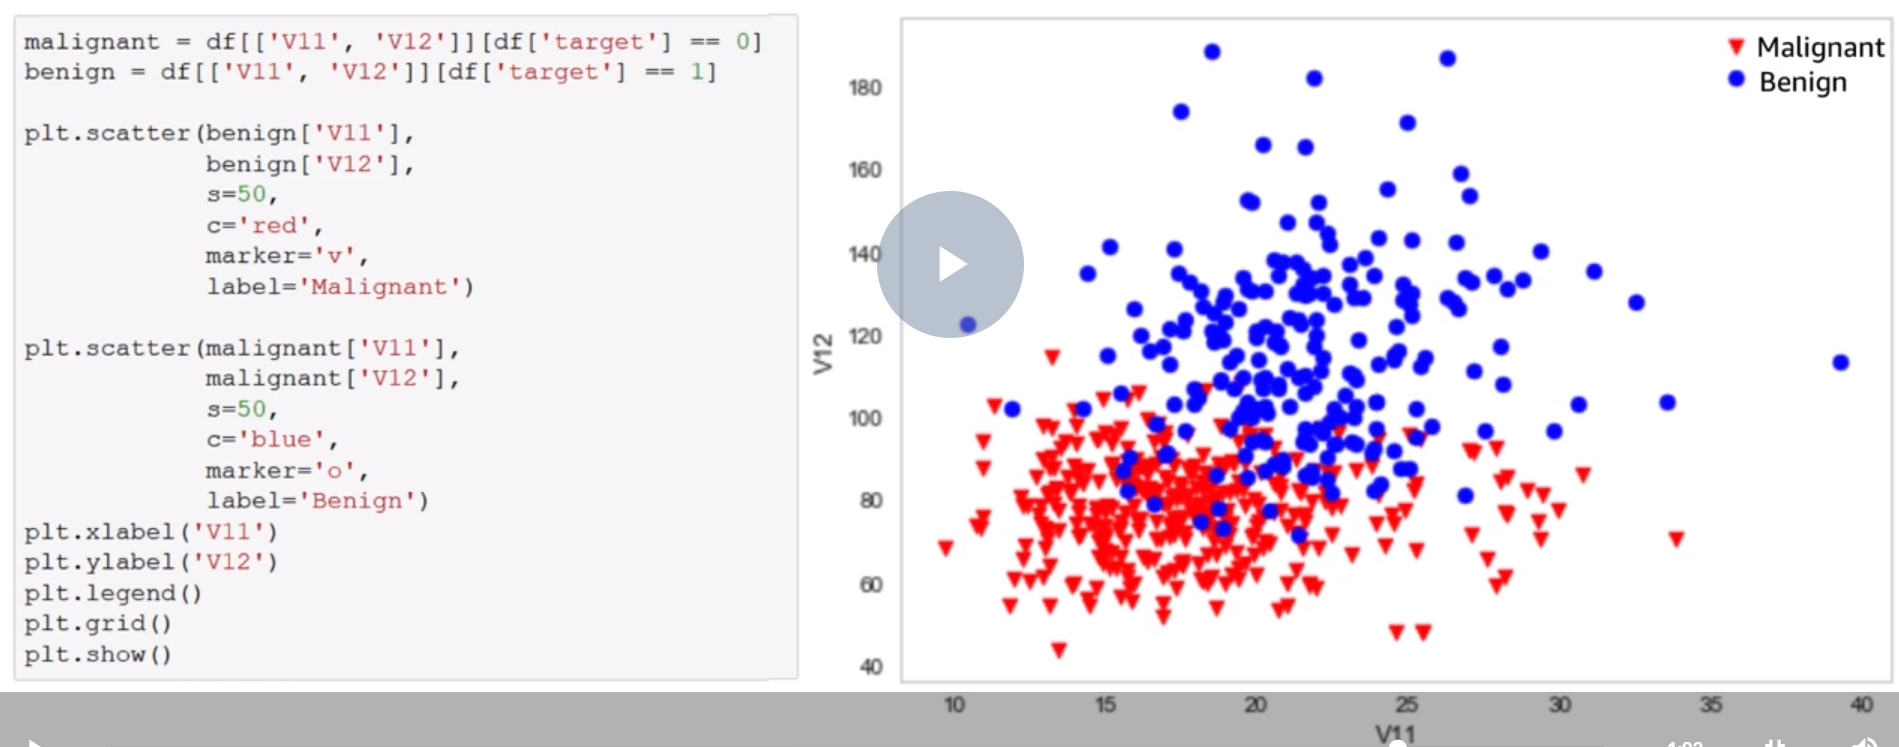 malignant = df[['V11', 'V12']][df['target'] == 0]
benign = df[['V11', 'V12']][df['target'] == 1]
plt.scatter(benign['V11'],
benign['V12'],
s=50,
c='red',
marker='v',
label='Malignant')
plt.scatter(malignant['V11'],
malignant['V12'],
s=50,
c='blue',
marker='o',
label='Benign')
plt.xlabel('V11')
plt.ylabel('V12')
plt.legend()
plt.grid()
plt.show()
Malignant
Benign
180
160
140
120
100
80
60
40
V12
10 15 20 25 30 35 40
V11